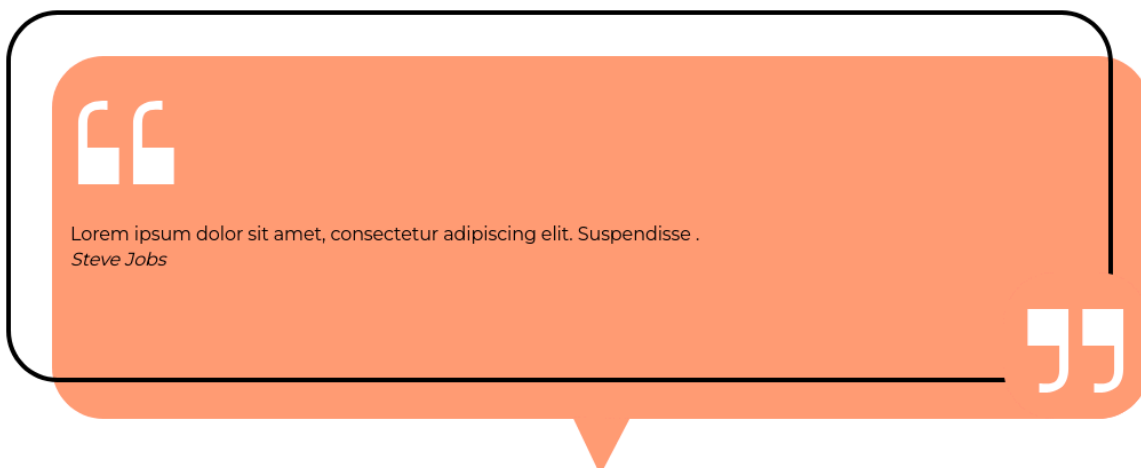 Lorem ipsum dolor sit amet, consectetur adipiscing elit. Suspendisse .
Steve Jobs